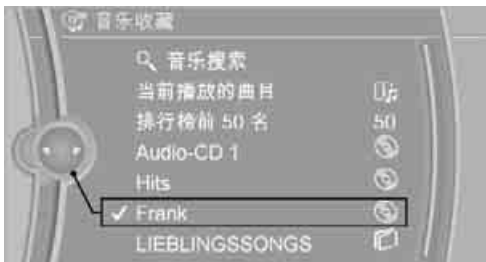 音乐收藏
音乐搜索
当前播放的曲目
排行榜前 50 名 50
Audio-CD 1
Hits
Frank
LIEBLINGSSONGS